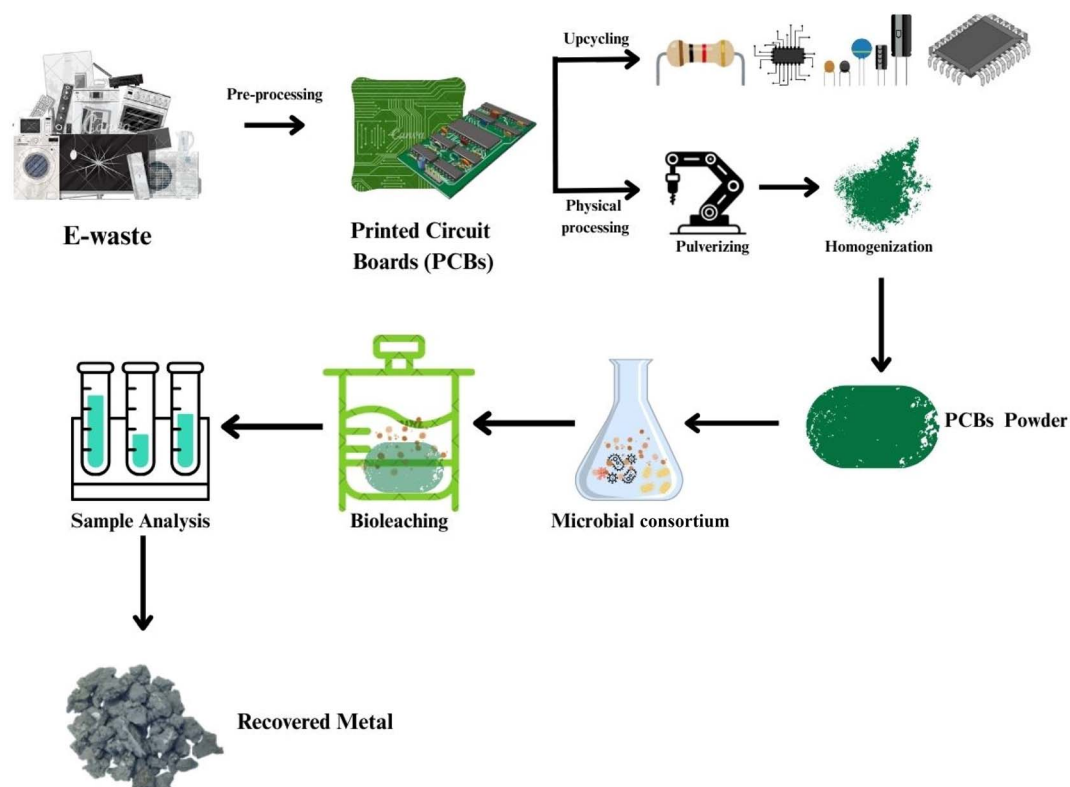 Upcycling
Pre-processing
Canva
E-waste
Printed Circuit
Boards (PCBs)
Physical
processing
Pulverizing
Homogenization
PCBs Powder
Sample Analysis
Bioleaching
Microbial consortium
Recovered Metal